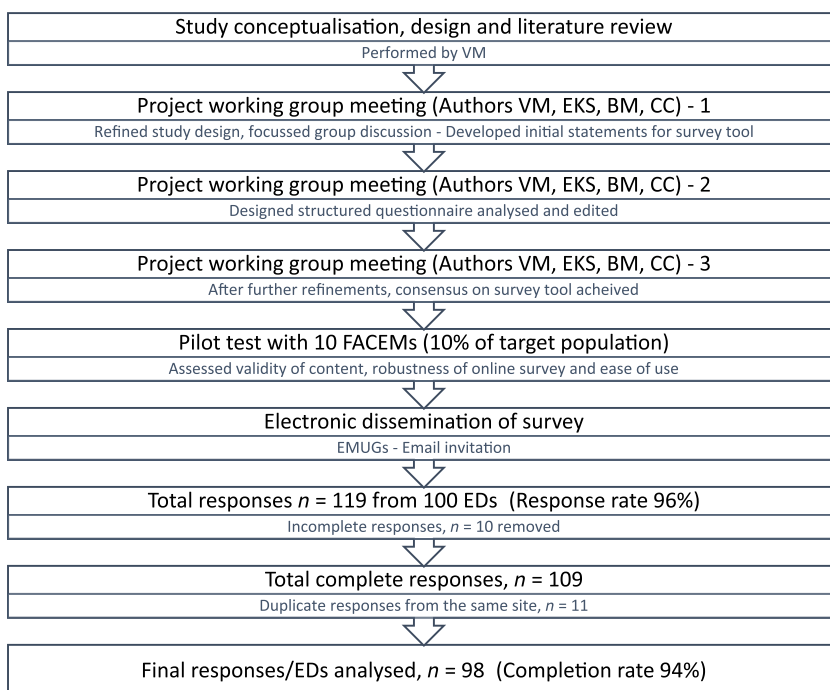 Study conceptualisation, design and literature review
Performed by VM
Project working group meeting (Authors VM, EKS, BM, CC) - 1
Refined study design, focussed group discussion - Developed initial statements for survey tool
Project working group meeting (Authors VM, EKS, BM, CC) - 2
Designed structured questionnaire analysed and edited
Project working group meeting (Authors VM, EKS, BM, CC) - 3
After further refinements, consensus on survey tool acheived
Pilot test with 10 FACEMs (10% of target population)
Assessed validity of content, robustness of online survey and ease of use
Electronic dissemination of survey
EMUGs - Email invitation
Total responses n = 119 from 100 EDs (Response rate 96%)
Incomplete responses, n = 10 removed
Total complete responses, n = 109
Duplicate responses from the same site, n = 11
Final responses/EDs analysed, n = 98 (Completion rate 94%)